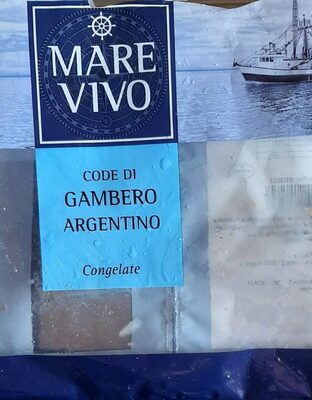 MARE
VIVO
CODE DI
GAMBERO
ARGENTINO
Congelate